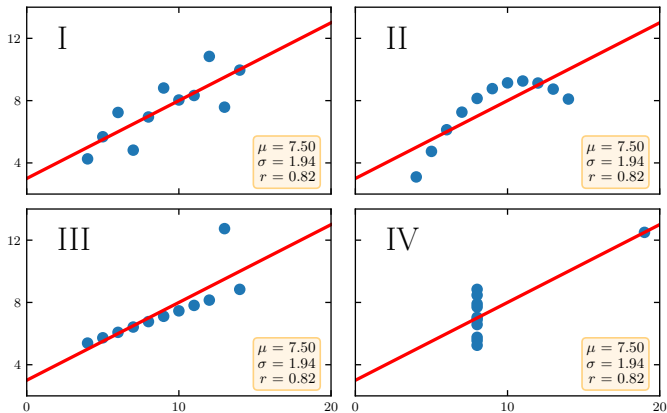 I
II
12
8
4
μ = 7.50
σ = 1.94
r = 0.82
μ = 7.50
σ = 1.94
r = 0.82
III
IV
12
8
4
μ = 7.50
σ = 1.94
r = 0.82
μ = 7.50
σ = 1.94
r = 0.82
0 10 20 0 10 20